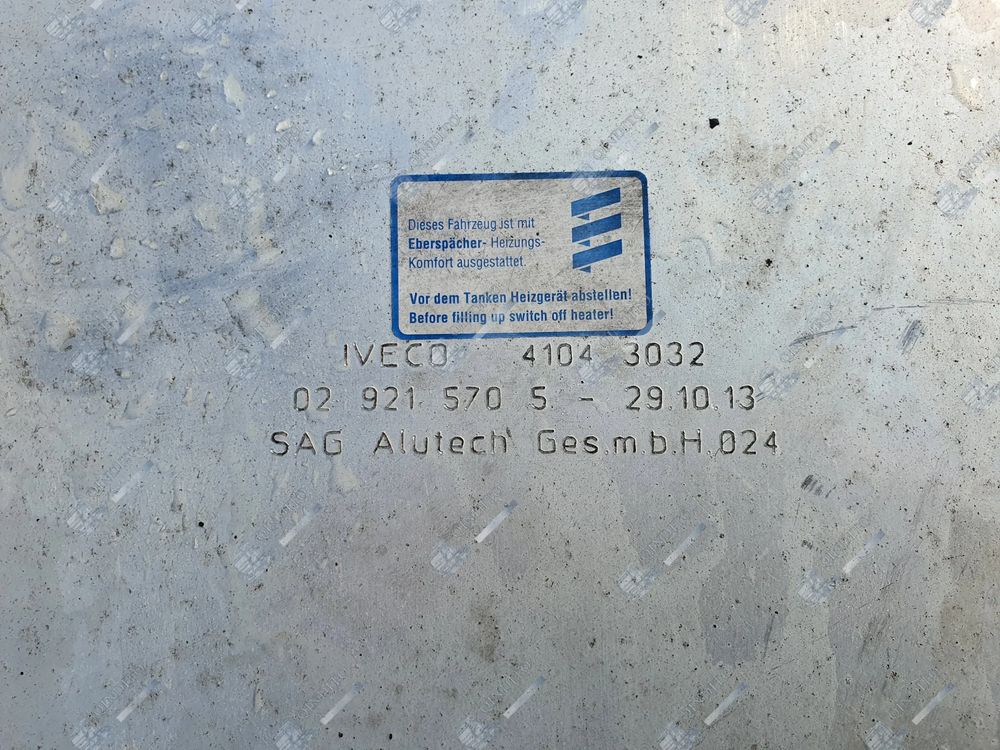 Dieses Fahrzeug ist mit
Eberspächer- Heizungs-
Komfort ausgestattet.
Vor dem Tanken Heizgerät abstellen!
Before filling up switch off heater!
IVECO 4104 3032
02 921 570 5 - 29.10.13
SAG Alutech Ges.m.b.H.024